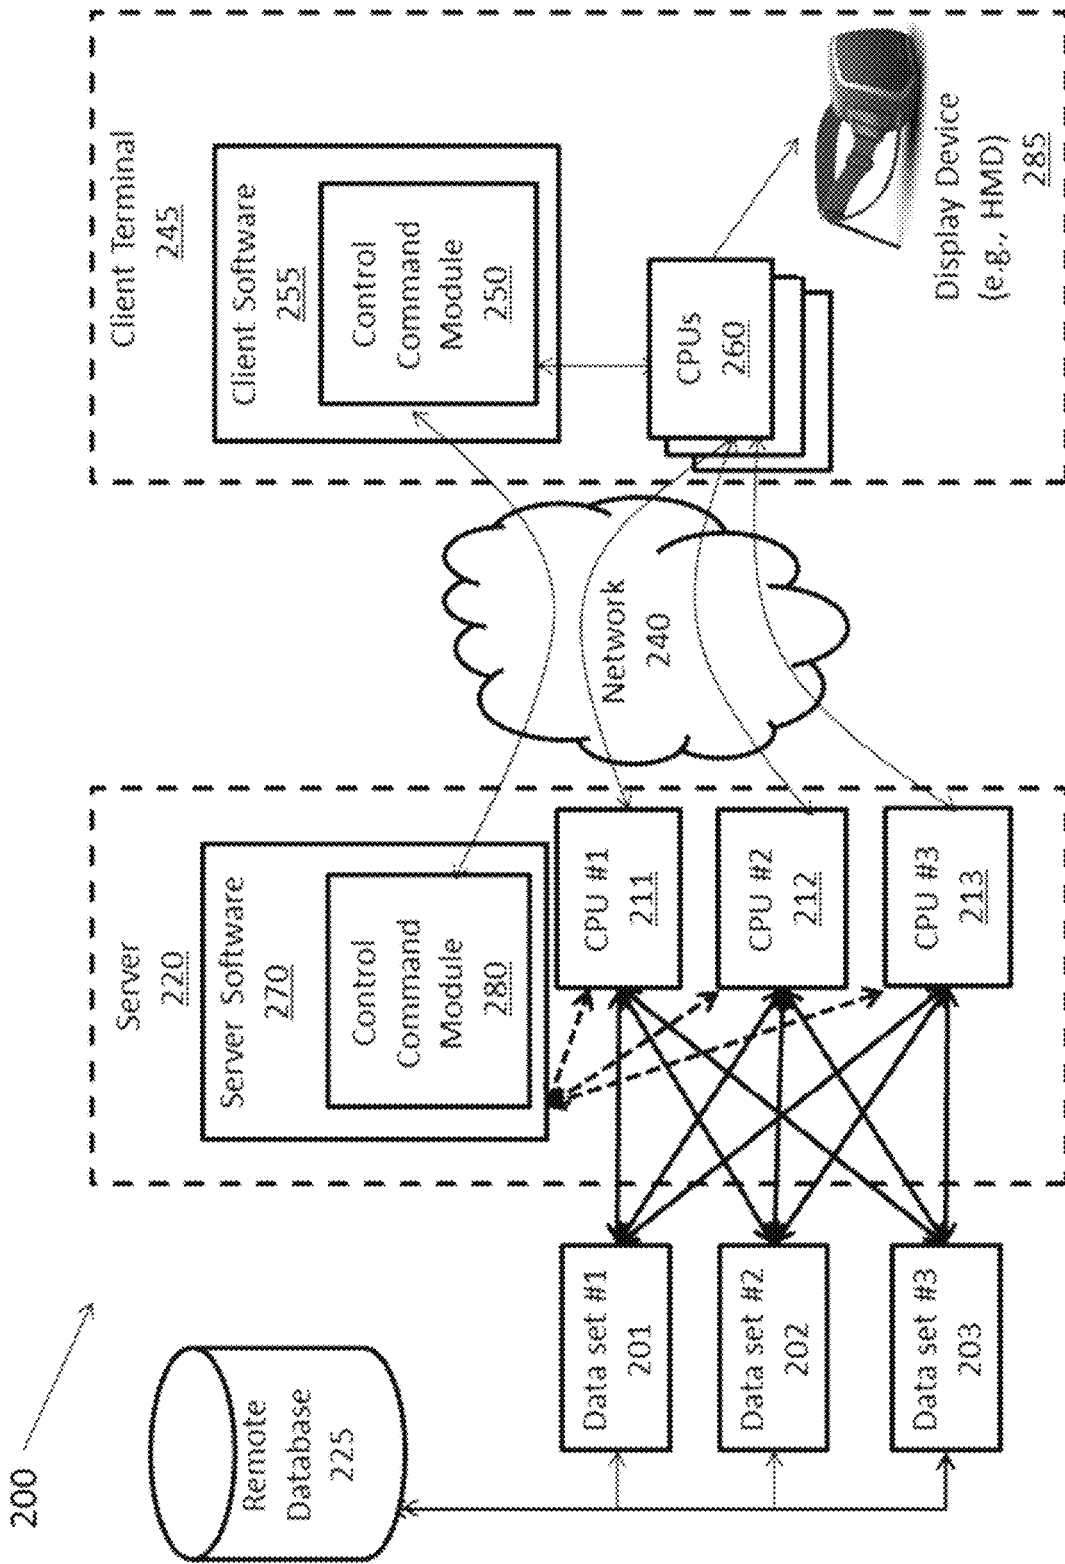 200
Remote
Database
225
Data set #1
201
Data set #2
202
Data set #3
203
Server
220
Server Software
270
Control
Command
Module
280
CPU #1
211
CPU #2
212
CPU #3
213
Network
240
Client Terminal
245
Client Software
255
Control
Command
Module
250
CPUs
260
Display Device
(e.g., HMD)
285